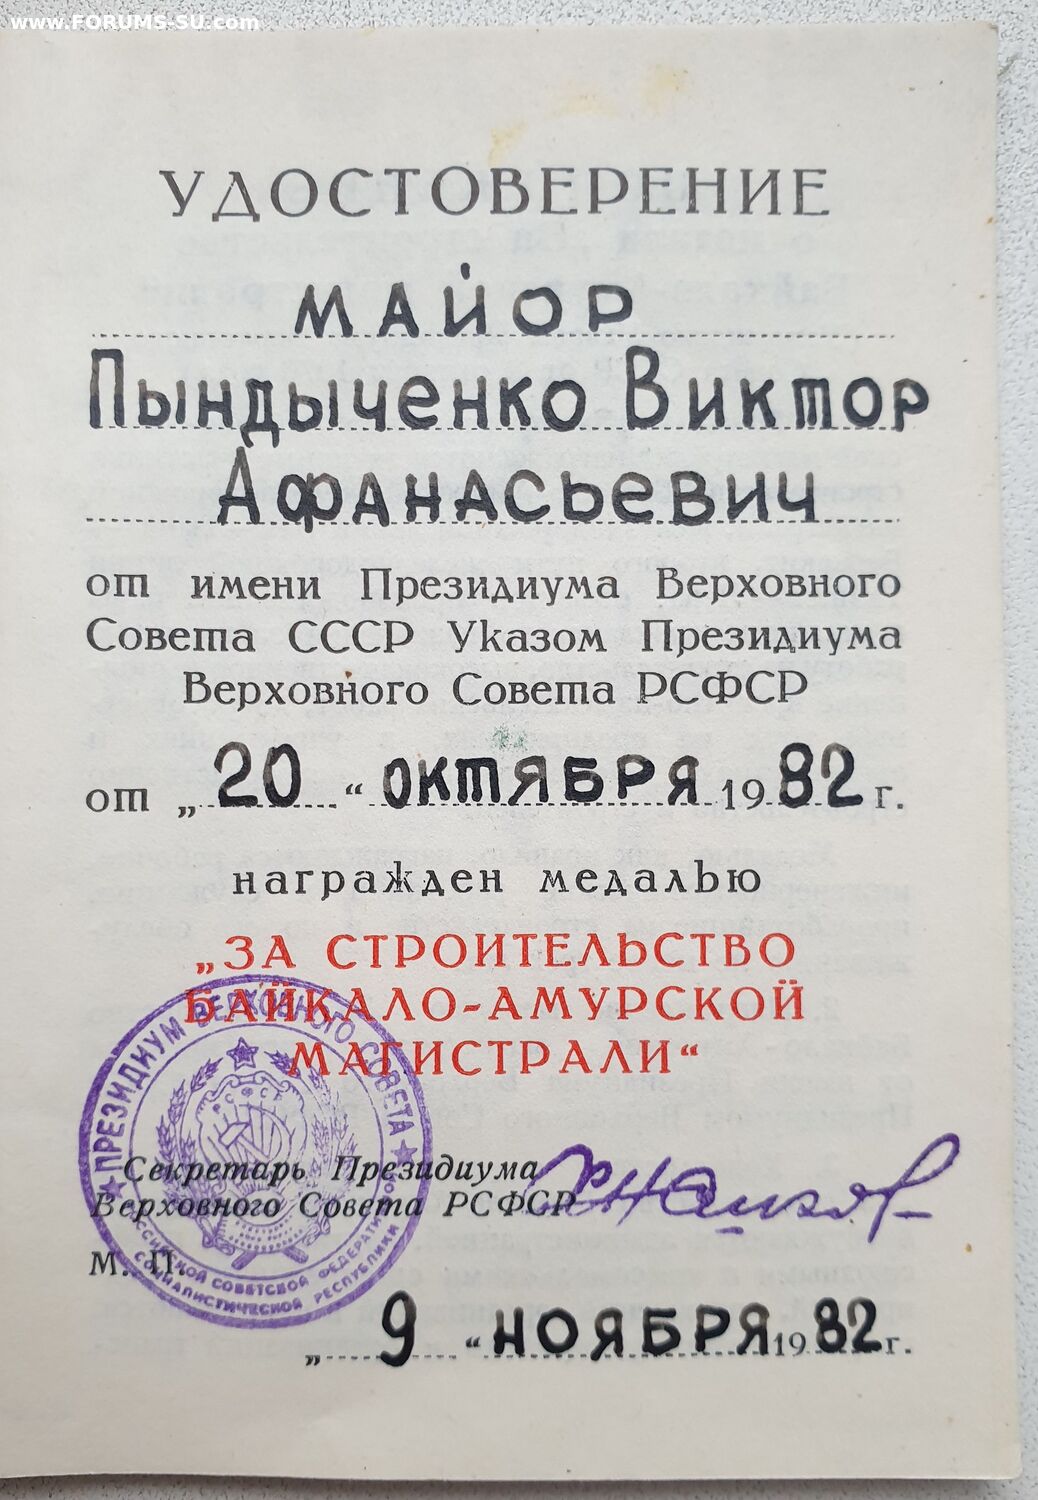 www.FORUMS-SU.com
УДОСТОВЕРЕНИЕ
МАЙОР
Пындыченко Виктор
Афанасьевич
от имени Президиума Верховного
Совета СССР Указом Президиума
Верховного Совета РСФСР
от „20“ ОКТЯБРЯ 1982 г.
награжден медалью
„ЗА СТРОИТЕЛЬСТВО
БАЙКАЛО-АМУРСКОЙ
МАГИСТРАЛИ“
ПРЕЗИДИУМ ВЕРХОВНОГО СОВЕТА
РОССИЙСКОЙ СОВЕТСКОЙ ФЕДЕРАТИВНОЙ
СОЦИАЛИСТИЧЕСКОЙ РЕСПУБЛИКИ
РСФСР
Секретарь Президиума
Верховного Совета РСФСР
М. П.
„9“ НОЯБРЯ 1982 г.